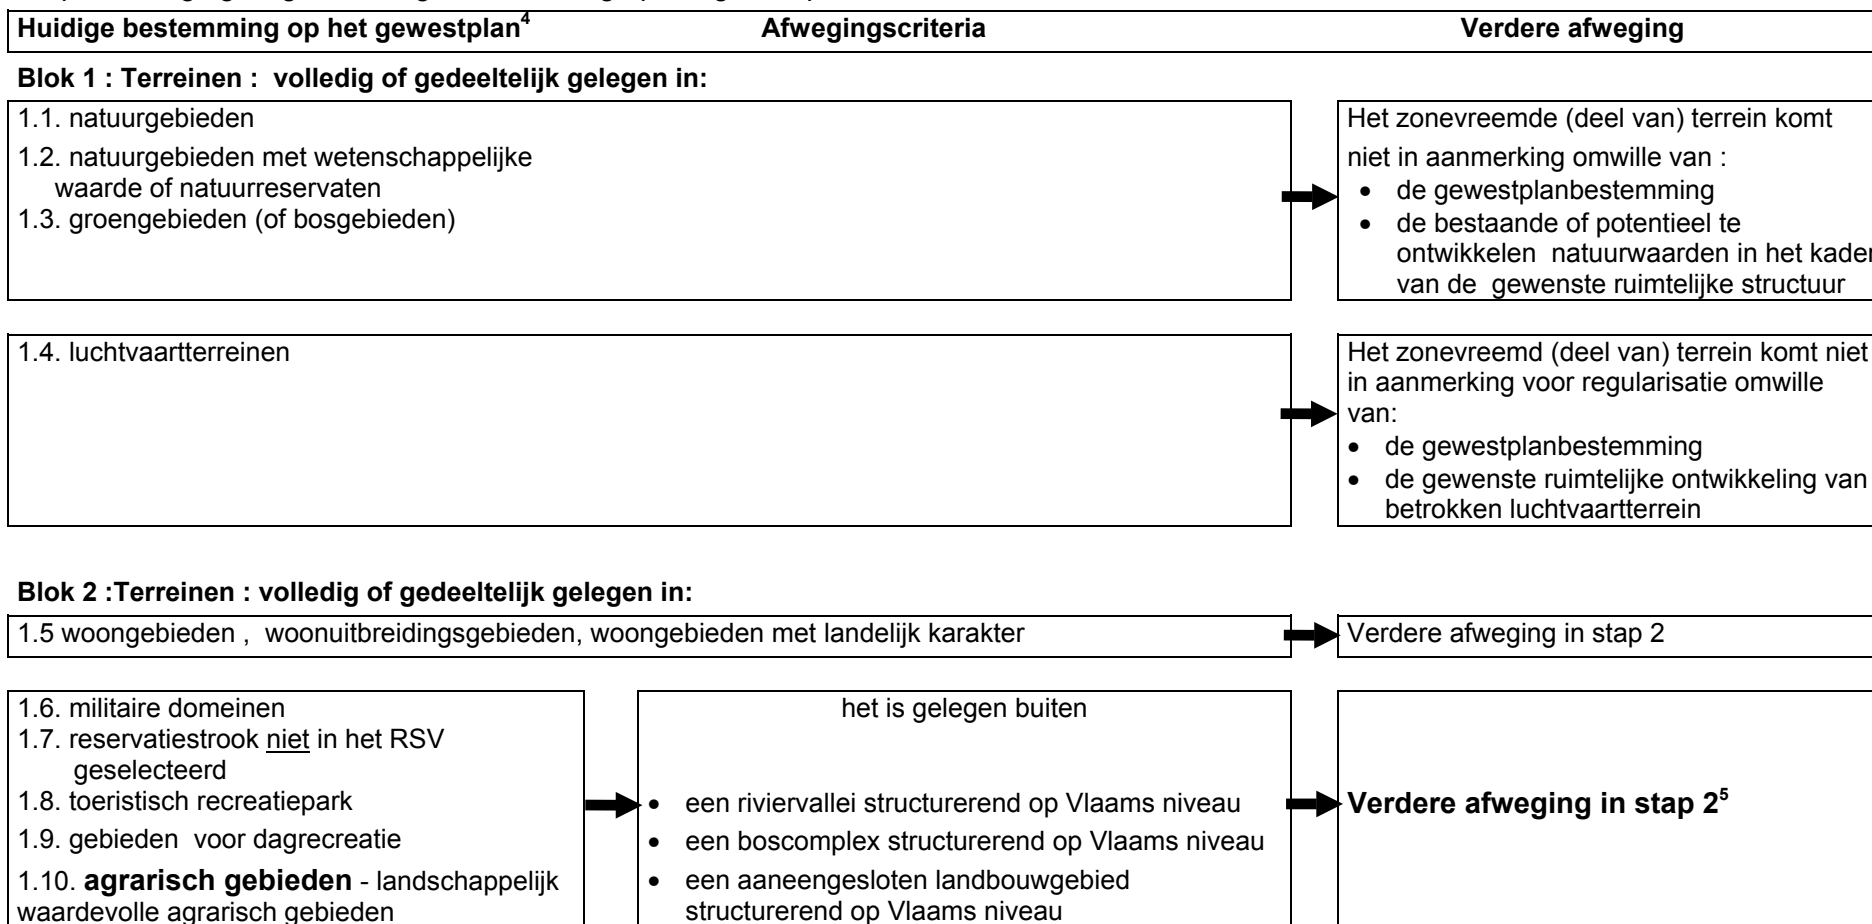 Huidige bestemming op het gewestplan4 Afwegingscriteria Verdere afweging
Blok 1 : Terreinen : volledig of gedeeltelijk gelegen in:
1.1. natuurgebieden
1.2. natuurgebieden met wetenschappelijke
waarde of natuurreservaten
1.3. groengebieden (of bosgebieden)
Het zonevreemde (deel van) terrein komt
niet in aanmerking omwille van :
• de gewestplanbestemming
• de bestaande of potentieel te
ontwikkelen natuurwaarden in het kader
van de gewenste ruimtelijke structuur
1.4. luchtvaartterreinen
Het zonevreemd (deel van) terrein komt niet
in aanmerking voor regularisatie omwille
van:
• de gewestplanbestemming
• de gewenste ruimtelijke ontwikkeling van
betrokken luchtvaartterrein
Blok 2 :Terreinen : volledig of gedeeltelijk gelegen in:
1.5 woongebieden , woonuitbreidingsgebieden, woongebieden met landelijk karakter
Verdere afweging in stap 2
1.6. militaire domeinen
1.7. reservatiestrook niet in het RSV
geselecteerd
1.8. toeristisch recreatiepark
1.9. gebieden voor dagrecreatie
1.10. agrarisch gebieden - landschappelijk
waardevolle agrarisch gebieden
het is gelegen buiten
• een riviervallei structurerend op Vlaams niveau
• een boscomplex structurerend op Vlaams niveau
• een aaneengesloten landbouwgebied
structurerend op Vlaams niveau
Verdere afweging in stap 25